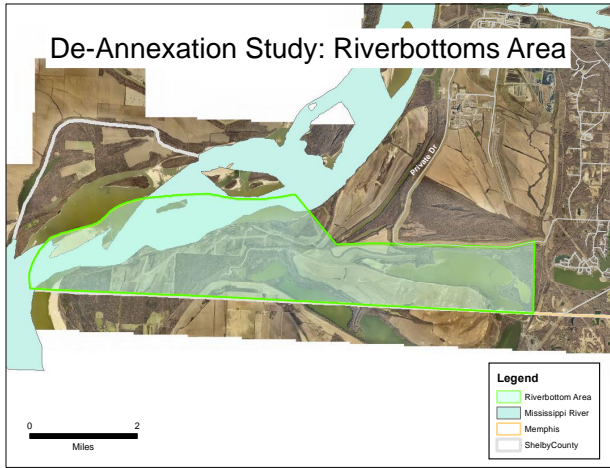 De-Annexation Study: Riverbottoms Area
Private Dr
Legend
Riverbottom Area
Mississippi River
Memphis
ShelbyCounty
0 2
Miles